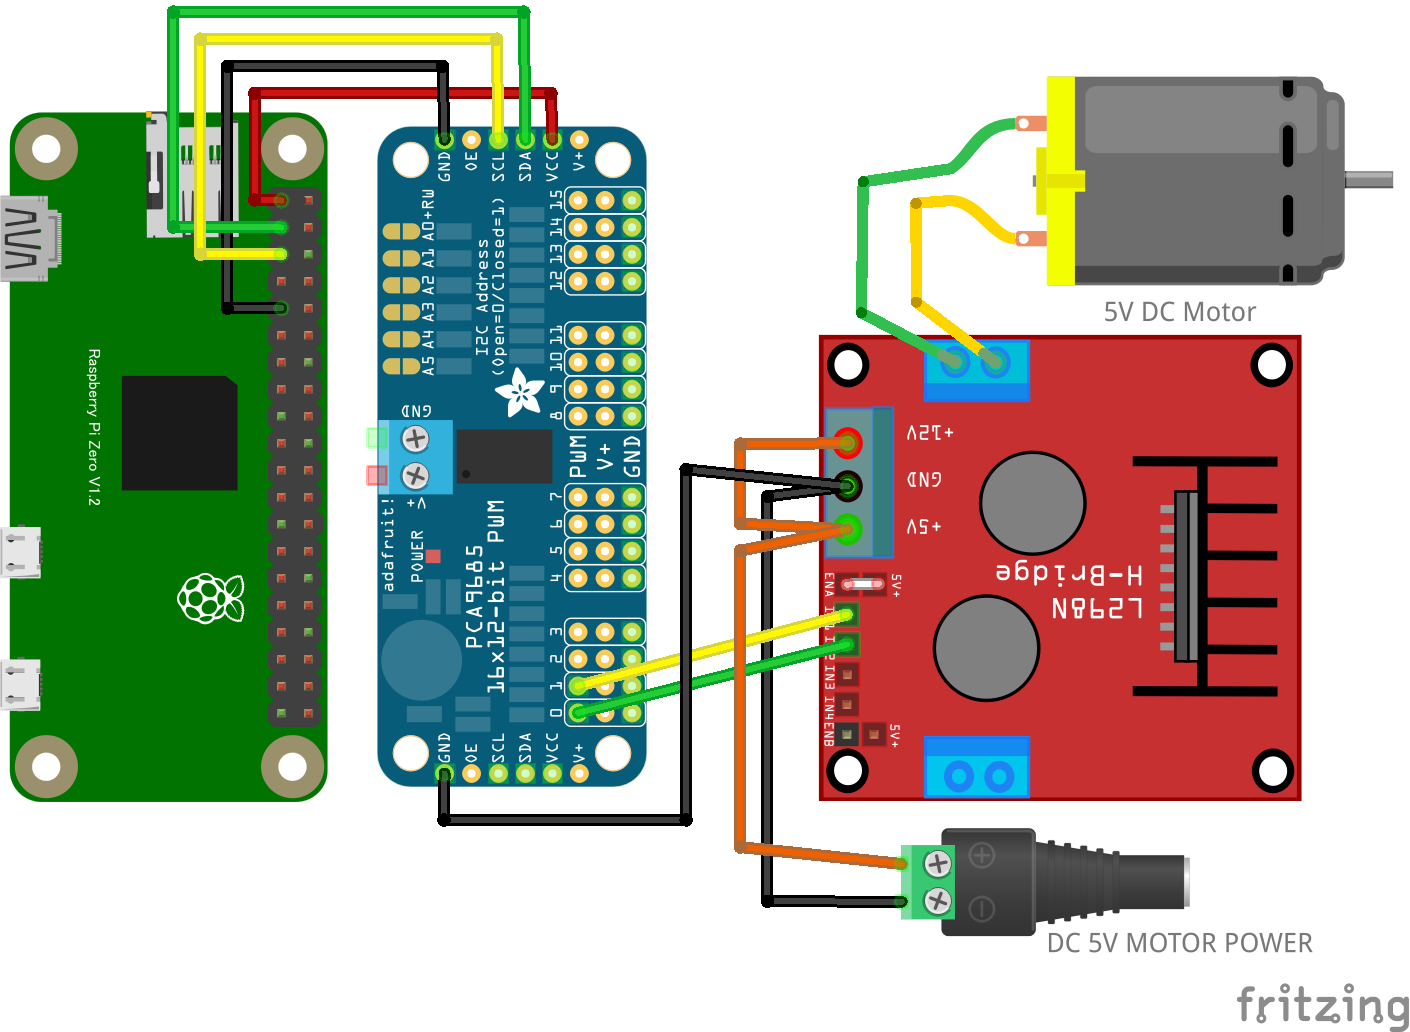 Raspberry Pi Zero V1.2
GND
OE
SCL
SDA
VCC
V+
A0+RW
A1
A2
A3
A4
A5
I2C Address
(Open=0/Closed=1)
15
14
13
12
11
10
9
8
PWM
V+
GND
7
6
5
4
3
2
1
0
GND
V+
adafruit!
POWER
PCA9685
16x12-bit PWM
GND
OE
SCL
SDA
VCC
V+
5V DC Motor
+12V
GND
+5V
ENA
5V+
IN3
IN4
ENB
5V+
H-Bridge
L298N
DC 5V MOTOR POWER
fritzing